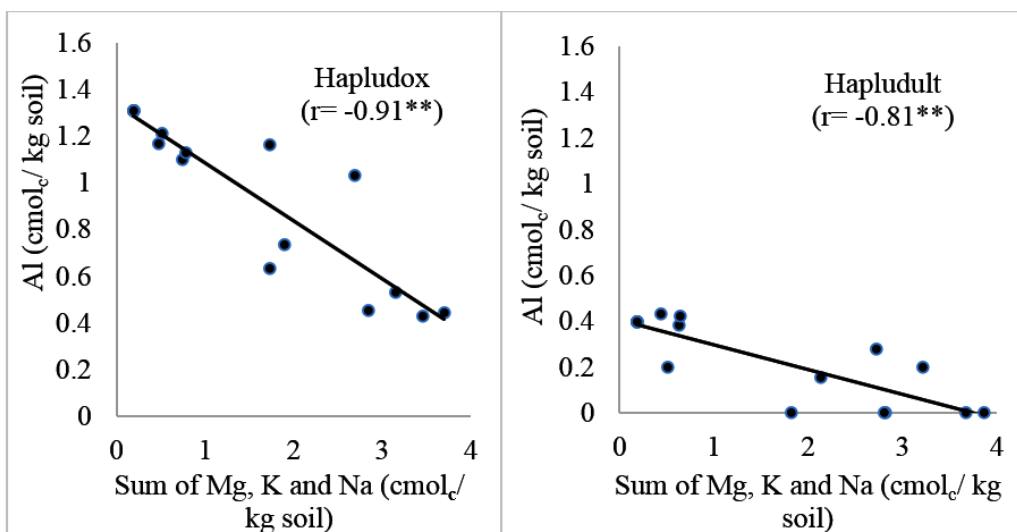 1.6
1.4
1.2
1
0.8
0.6
0.4
0.2
0
Al (cmolc/ kg soil)
Hapludox
(r= -0.91**)
0 1 2 3 4
Sum of Mg, K and Na (cmolc/
kg soil)
1.6
1.4
1.2
1
0.8
0.6
0.4
0.2
0
Al (cmolc/ kg soil)
Hapludult
(r= -0.81**)
0 1 2 3 4
Sum of Mg, K and Na (cmolc/ kg
soil)